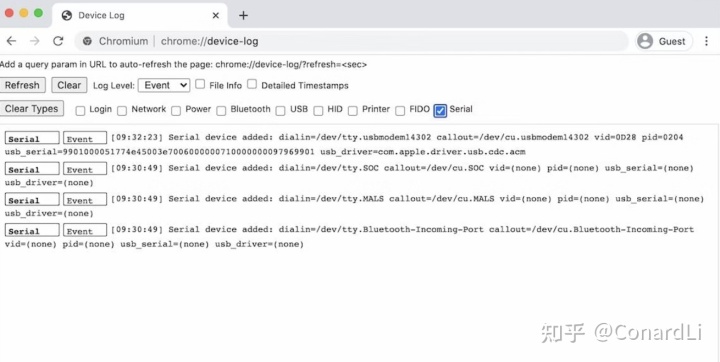 Device Log
Chromium | chrome://device-log
Guest
Add a query param in URL to auto-refresh the page: chrome://device-log/?refresh=<sec>
Refresh Clear Log Level: Event File Info Detailed Timestamps
Clear Types Login Network Power Bluetooth USB HID Printer FIDO Serial
Serial Event [09:32:23] Serial device added: dialin=/dev/tty.usbmodem14302 callout=/dev/cu.usbmodem14302 vid=0D28 pid=0204
usb_serial=9901000051774e45003e70060000007100000000097969901 usb_driver=com.apple.driver.usb.cdc.acm
Serial Event [09:30:49] Serial device added: dialin=/dev/tty.SOC callout=/dev/cu.SOC vid=(none) pid=(none) usb_serial=(none)
usb_driver=(none)
Serial Event [09:30:49] Serial device added: dialin=/dev/tty.MALS callout=/dev/cu.MALS vid=(none) pid=(none) usb_serial=(none)
usb_driver=(none)
Serial Event [09:30:49] Serial device added: dialin=/dev/tty.Bluetooth-Incoming-Port callout=/dev/cu.Bluetooth-Incoming-Port
vid=(none) pid=(none) usb_serial=(none) usb_driver=(none)
知乎 @ConardLi